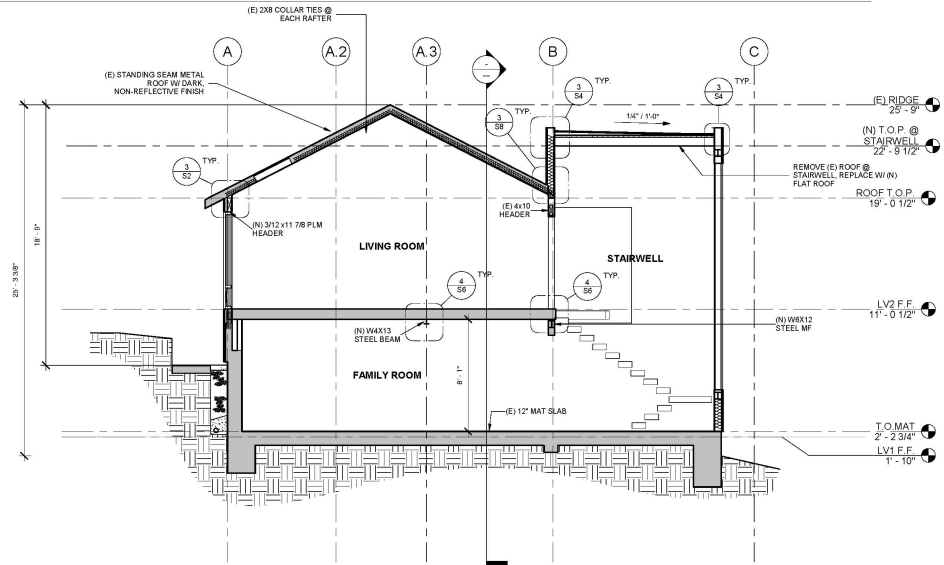 (E) 2X8 COLLAR TIES @
EACH RAFTER
A
A.2
A.3
B
C
(E) STANDING SEAM METAL
ROOF W/ DARK,
NON-REFLECTIVE FINISH
-
---
3
S4
TYP.
3
S4
TYP.
3
S8
TYP.
1/4" / 1'-0"
(E) RIDGE
25' - 9"
(N) T.O.P. @
STAIRWELL
22' - 9 1/2"
REMOVE (E) ROOF @
STAIRWELL, REPLACE W/ (N)
FLAT ROOF
3
S2
TYP.
ROOF T.O.P.
19' - 0 1/2"
(E) 4x10
HEADER
(N) 3/12 x11 7/8 PLM
HEADER
18' - 9"
25' - 3 3/8"
LIVING ROOM
STAIRWELL
4
S6
TYP.
4
S6
TYP.
LV2 F.F.
11' - 0 1/2"
(N) W4X13
STEEL BEAM
(N) W6X12
STEEL MF
FAMILY ROOM
8' - 1"
(E) 12" MAT SLAB
T.O.MAT
2' - 2 3/4"
LV1 F.F.
1' - 10"